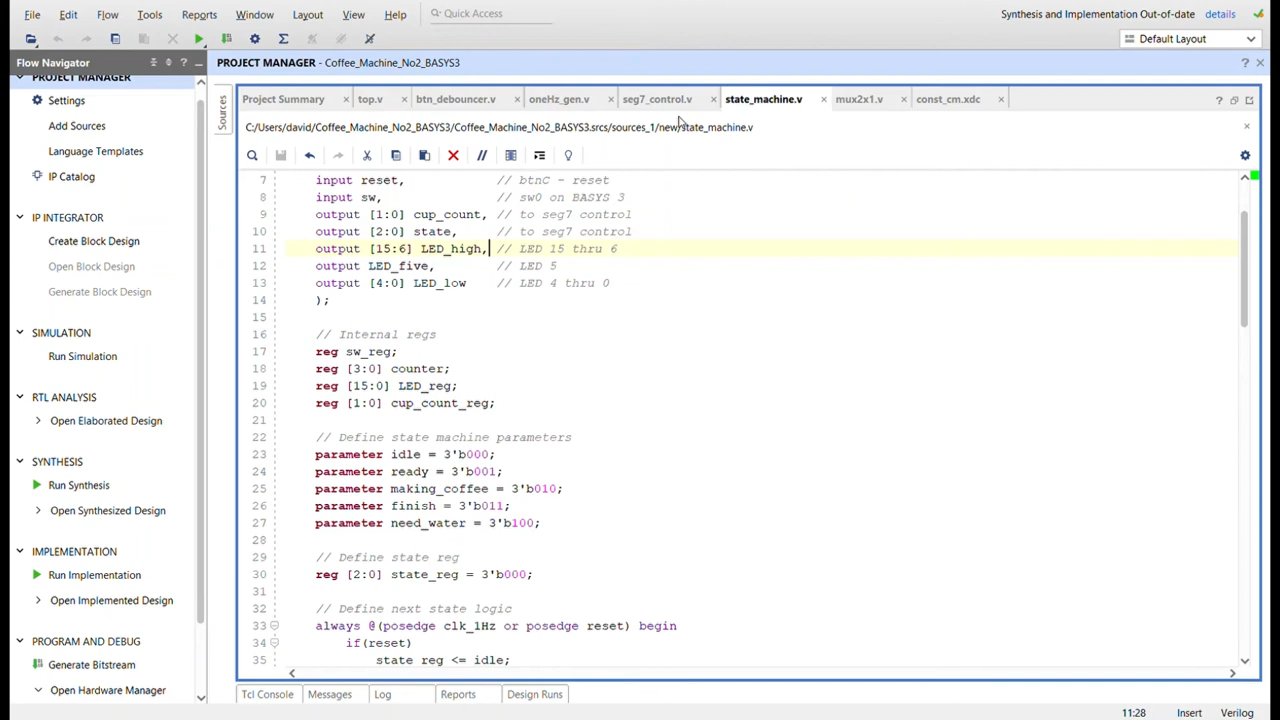 File Edit Flow Tools Reports Window Layout View Help Quick Access Synthesis and Implementation Out-of-date details
Default Layout
Flow Navigator
PROJECT MANAGER - Coffee_Machine_No2_BASYS3
PROJECT MANAGER
Settings
Add Sources
Language Templates
IP Catalog
IP INTEGRATOR
Create Block Design
Open Block Design
Generate Block Design
SIMULATION
Run Simulation
RTL ANALYSIS
Open Elaborated Design
SYNTHESIS
Run Synthesis
Open Synthesized Design
IMPLEMENTATION
Run Implementation
Open Implemented Design
PROGRAM AND DEBUG
Generate Bitstream
Open Hardware Manager
Sources
Project Summary top.v btn_debouncer.v oneHz_gen.v seg7_control.v state_machine.v mux2x1.v const_cm.xdc
C:/Users/david/Coffee_Machine_No2_BASYS3/Coffee_Machine_No2_BASYS3.srcs/sources_1/new/state_machine.v
7 input reset, // btnC - reset
8 input sw, // sw0 on BASYS 3
9 output [1:0] cup_count, // to seg7 control
10 output [2:0] state, // to seg7 control
11 output [15:6] LED_high, // LED 15 thru 6
12 output LED_five, // LED 5
13 output [4:0] LED_low // LED 4 thru 0
14 );
15
16 // Internal regs
17 reg sw_reg;
18 reg [3:0] counter;
19 reg [15:0] LED_reg;
20 reg [1:0] cup_count_reg;
21
22 // Define state machine parameters
23 parameter idle = 3'b000;
24 parameter ready = 3'b001;
25 parameter making_coffee = 3'b010;
26 parameter finish = 3'b011;
27 parameter need_water = 3'b100;
28
29 // Define state reg
30 reg [2:0] state_reg = 3'b000;
31
32 // Define next state logic
33 always @(posedge clk_1Hz or posedge reset) begin
34 if(reset)
35 state_reg <= idle;
Tcl Console Messages Log Reports Design Runs
11:28 Insert Verilog